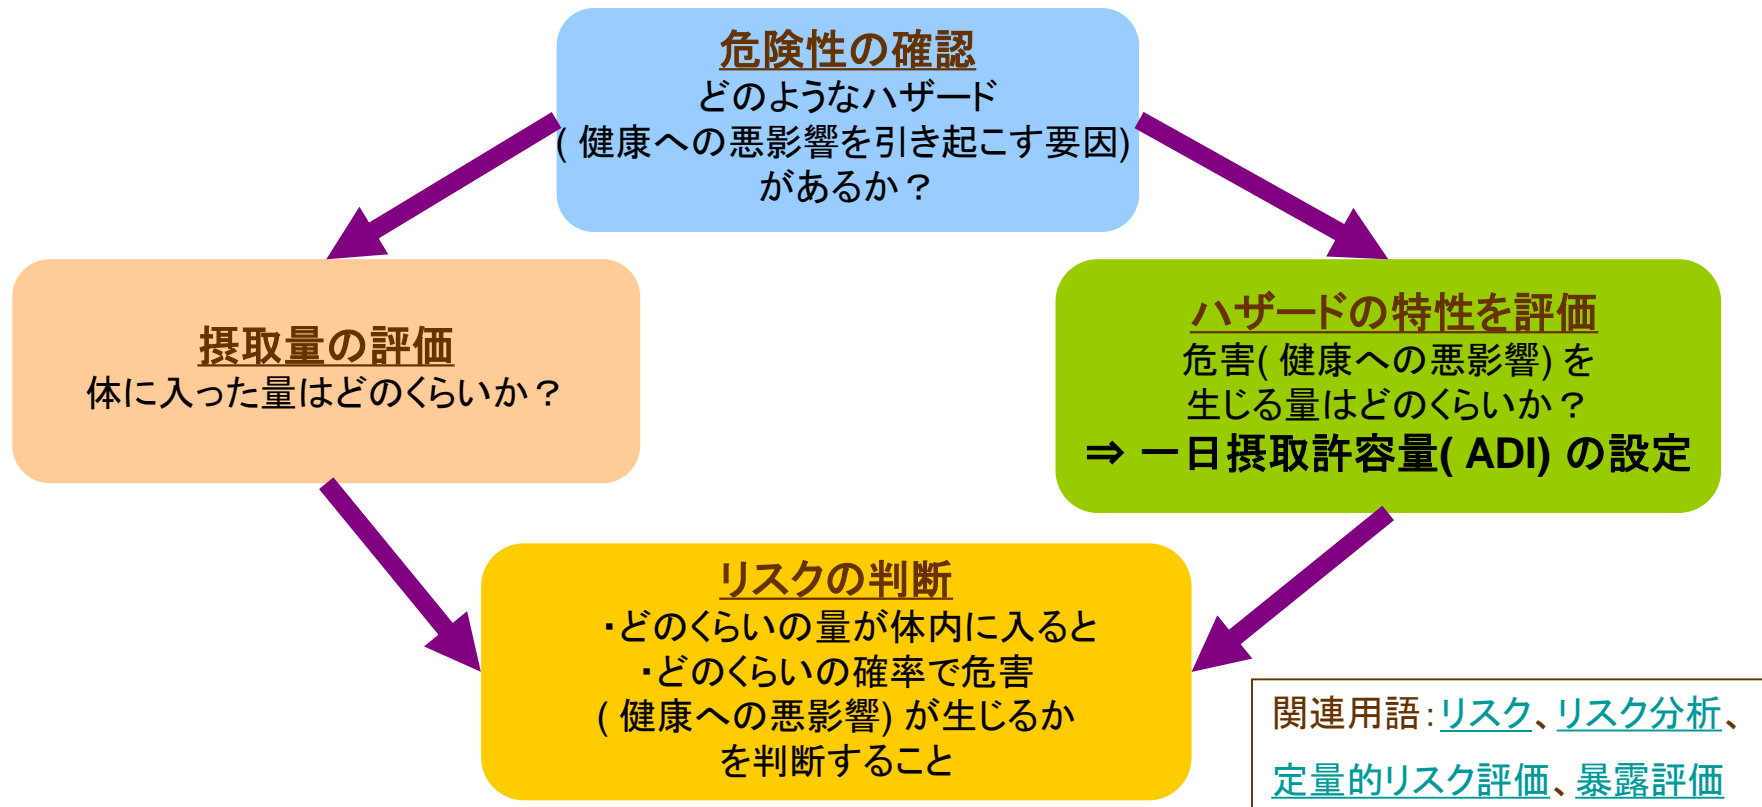 危険性の確認
どのようなハザード
( 健康への悪影響を引き起こす要因)
があるか？
摂取量の評価
体に入った量はどのくらいか？
ハザードの特性を評価
危害( 健康への悪影響) を
生じる量はどのくらいか？
⇒ 一日摂取許容量( ADI) の設定
リスクの判断
・どのくらいの量が体内に入ると
・どのくらいの確率で危害
( 健康への悪影響) が生じるか
を判断すること
関連用語：リスク、リスク分析、
定量的リスク評価、暴露評価